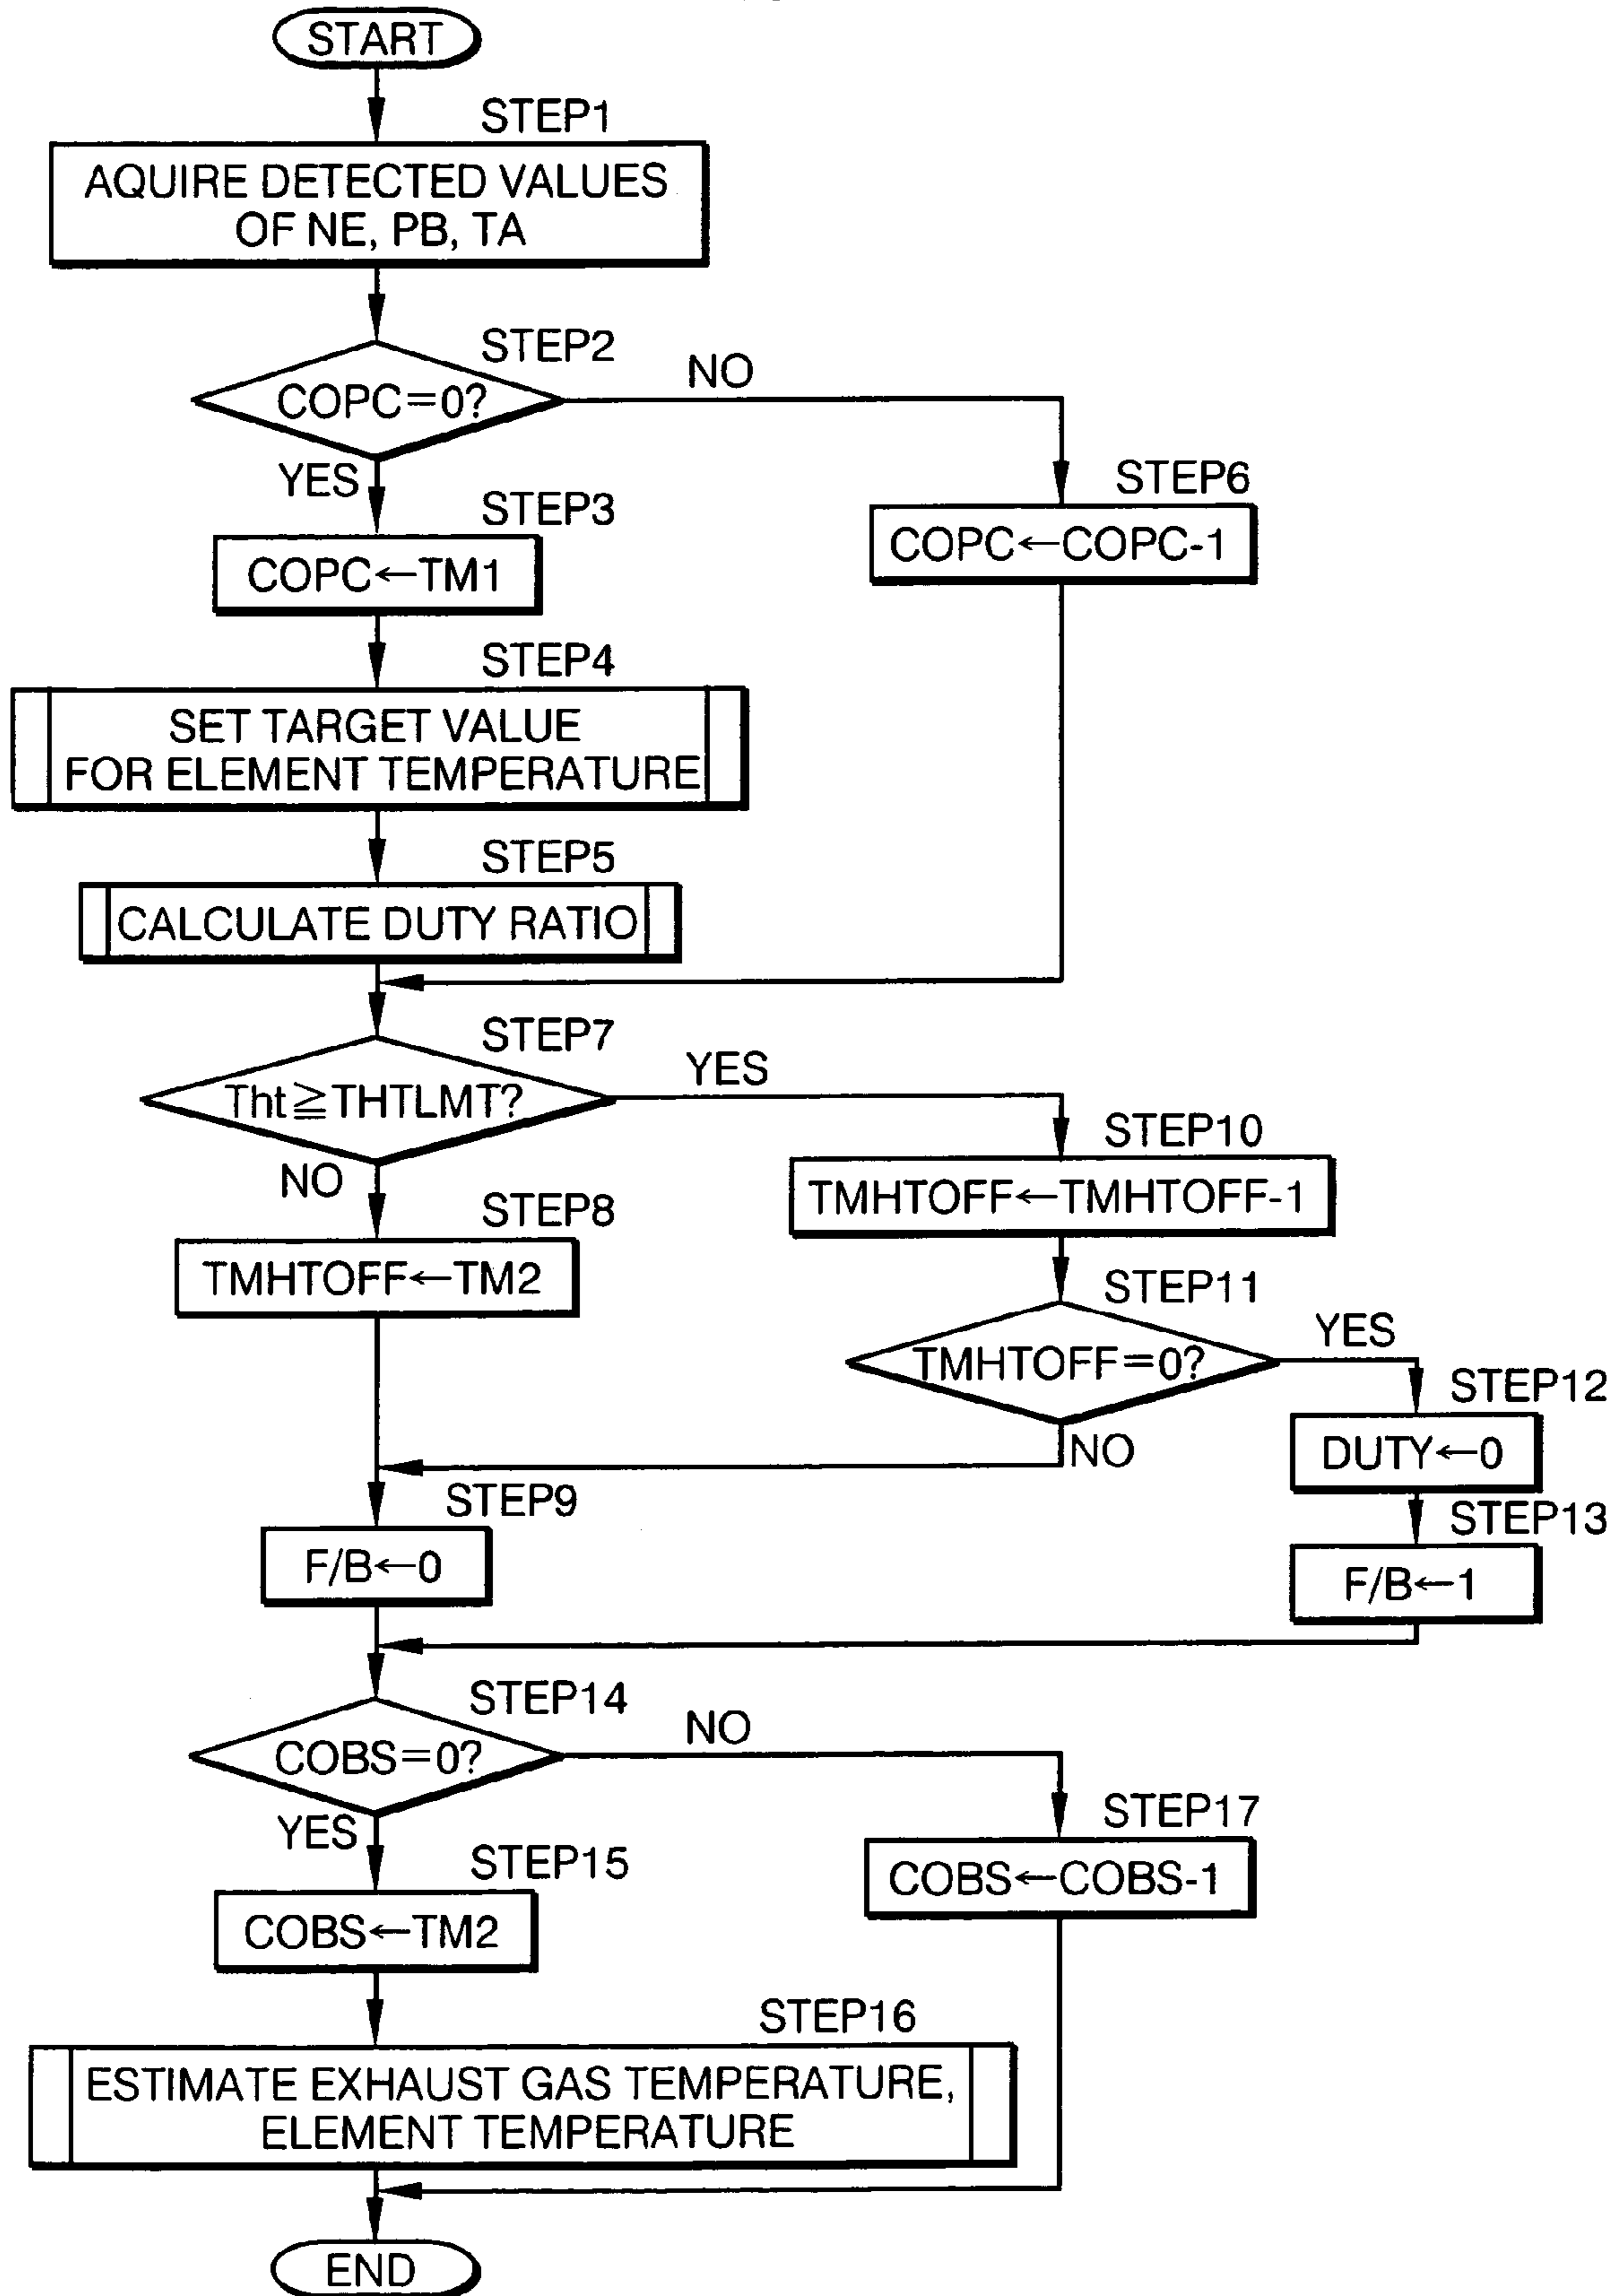 START
STEP1
AQUIRE DETECTED VALUES
OF NE, PB, TA
STEP2
COPC=0?
NO
YES
STEP3
COPC←TM1
STEP6
COPC←COPC-1
STEP4
SET TARGET VALUE
FOR ELEMENT TEMPERATURE
STEP5
CALCULATE DUTY RATIO
STEP7
Tht≧THTLMT?
YES
NO
STEP8
TMHTOFF←TM2
STEP10
TMHTOFF←TMHTOFF-1
STEP11
TMHTOFF=0?
YES
NO
STEP12
DUTY←0
STEP9
F/B←0
STEP13
F/B←1
STEP14
COBS=0?
NO
YES
STEP15
COBS←TM2
STEP17
COBS←COBS-1
STEP16
ESTIMATE EXHAUST GAS TEMPERATURE,
ELEMENT TEMPERATURE
END